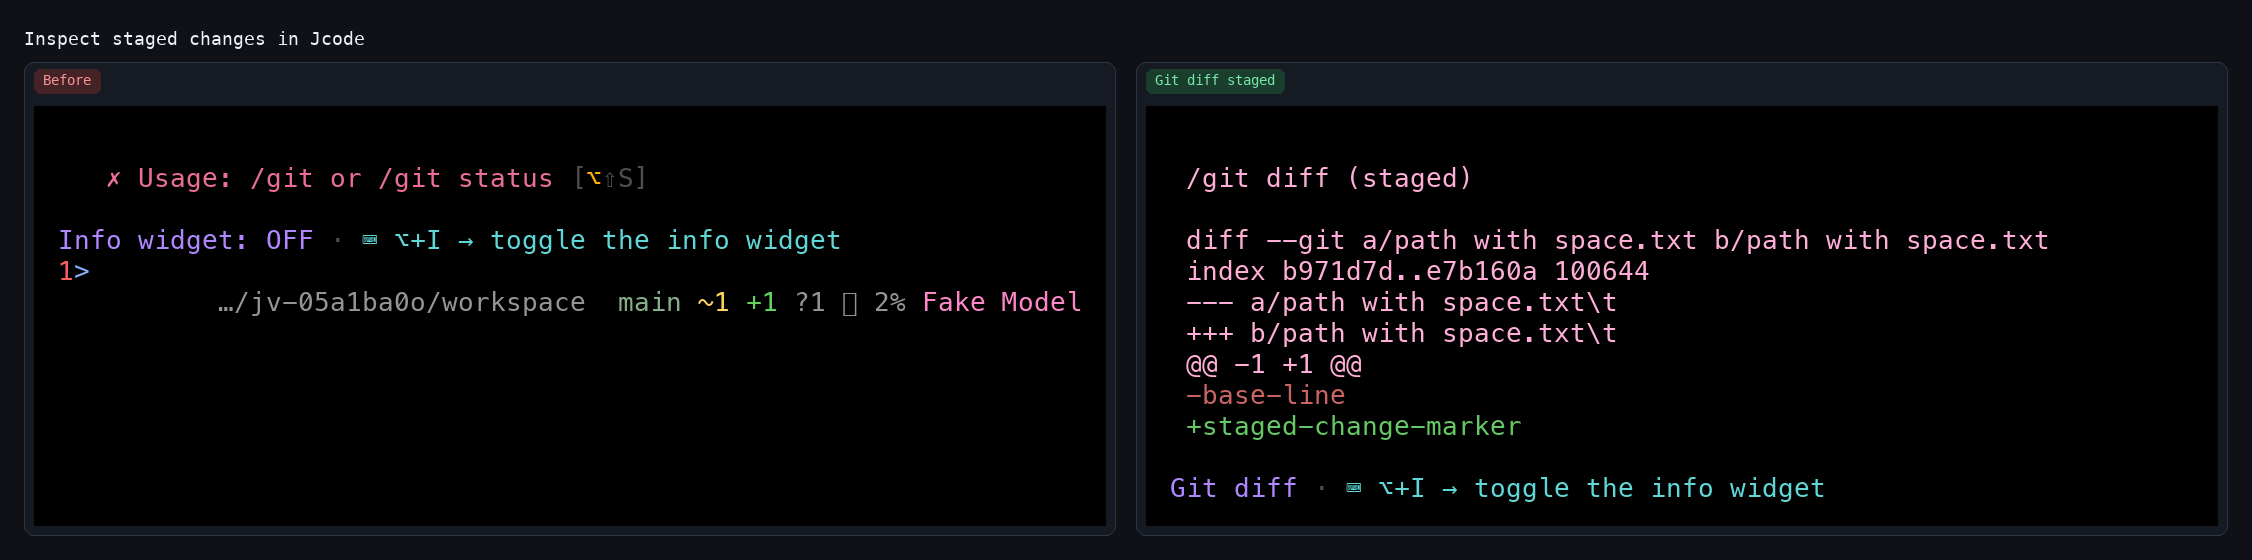 Inspect staged changes in Jcode
Before
✗ Usage: /git or /git status [⌥⇧S]
Info widget: OFF · ⌨ ⌥+I → toggle the info widget
1>
…/jv-05a1ba0o/workspace  main ~1 +1 ?1 ▯ 2% Fake Model
Git diff staged
/git diff (staged)
diff --git a/path with space.txt b/path with space.txt
index b971d7d..e7b160a 100644
--- a/path with space.txt\t
+++ b/path with space.txt\t
@@ -1 +1 @@
-base-line
+staged-change-marker
Git diff · ⌨ ⌥+I → toggle the info widget